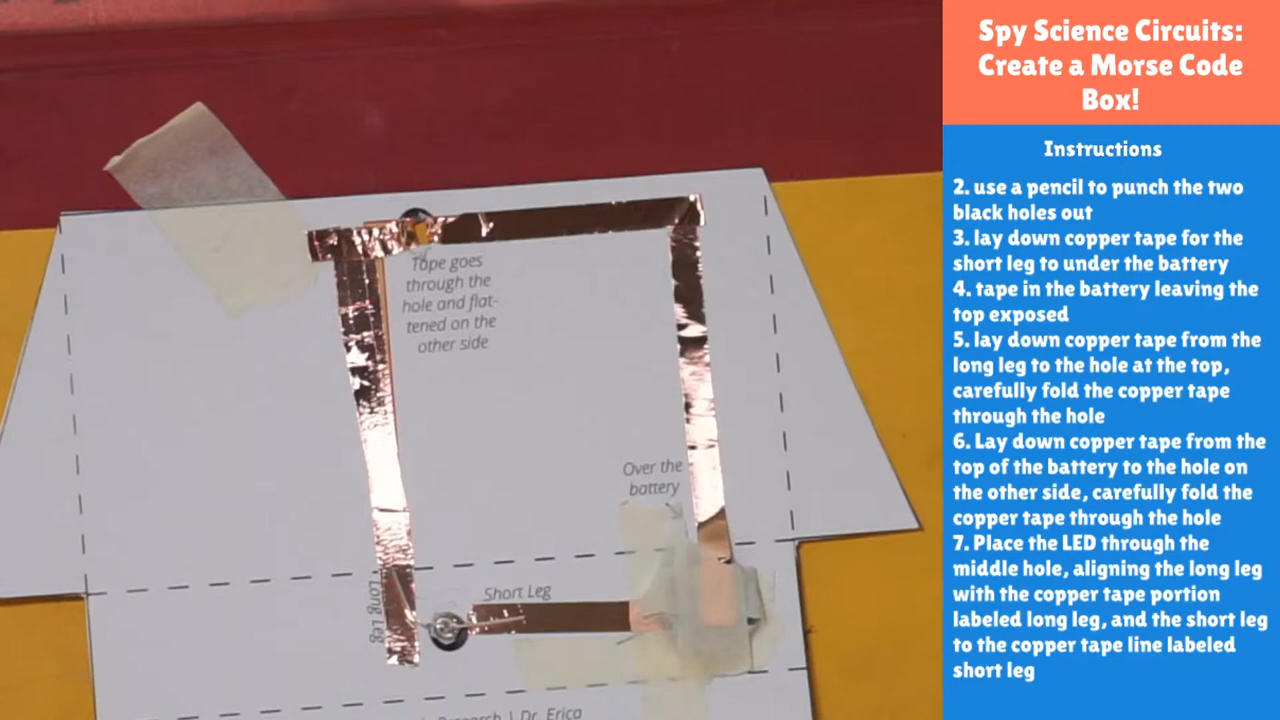 Spy Science Circuits:
Create a Morse Code
Box!
Instructions
2. use a pencil to punch the two
black holes out
3. lay down copper tape for the
short leg to under the battery
4. tape in the battery leaving the
top exposed
5. lay down copper tape from the
long leg to the hole at the top,
carefully fold the copper tape
through the hole
6. Lay down copper tape from the
top of the battery to the hole on
the other side, carefully fold the
copper tape through the hole
7. Place the LED through the
middle hole, aligning the long leg
with the copper tape portion
labeled long leg, and the short leg
to the copper tape line labeled
short leg
Tape goes
through the
hole and flat-
tened on the
other side
Over the
battery
Short Leg
Long Leg
Research | Dr. Erica